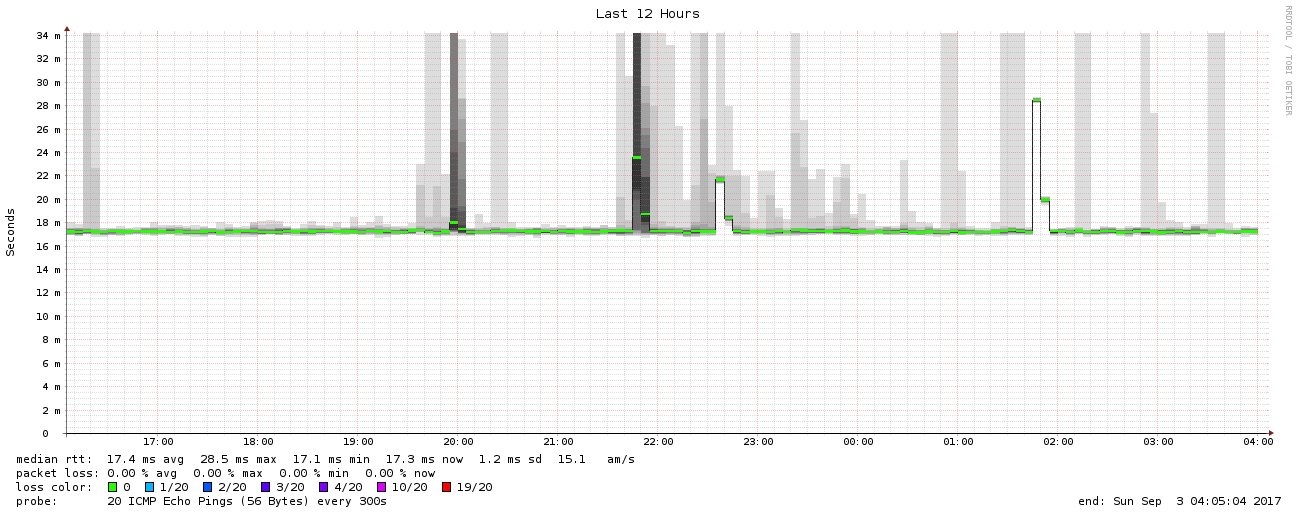 Last 12 Hours
RRDTOOL / TOBI OETIKER
Seconds
34 m
32 m
30 m
28 m
26 m
24 m
22 m
20 m
18 m
16 m
14 m
12 m
10 m
8 m
6 m
4 m
2 m
0
17:00 18:00 19:00 20:00 21:00 22:00 23:00 00:00 01:00 02:00 03:00 04:00
median rtt: 17.4 ms avg 28.5 ms max 17.1 ms min 17.3 ms now 1.2 ms sd 15.1 am/s
packet loss: 0.00 % avg 0.00 % max 0.00 % min 0.00 % now
loss color: 0 1/20 2/20 3/20 4/20 10/20 19/20
probe: 20 ICMP Echo Pings (56 Bytes) every 300s end: Sun Sep 3 04:05:04 2017